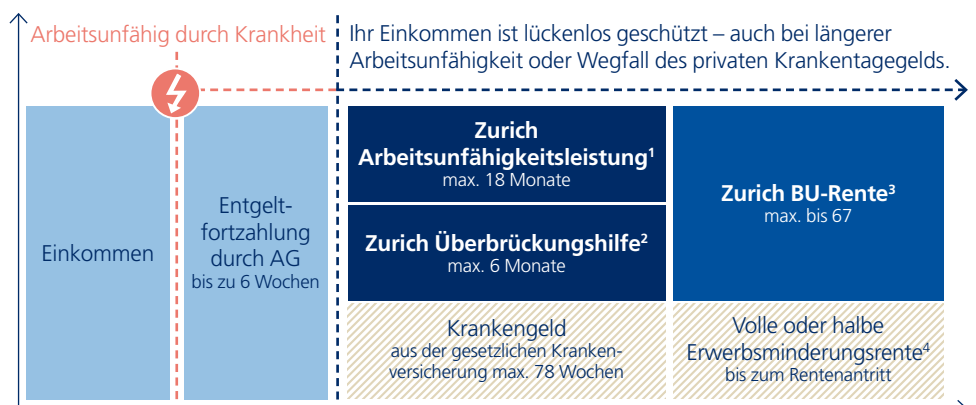 Arbeitsunfähig durch Krankheit
Ihr Einkommen ist lückenlos geschützt – auch bei längerer
Arbeitsunfähigkeit oder Wegfall des privaten Krankentagegelds.
Einkommen
Entgelt-
fortzahlung
durch AG
bis zu 6 Wochen
Zurich
Arbeitsunfähigkeitsleistung¹
max. 18 Monate
Zurich Überbrückungshilfe²
max. 6 Monate
Krankengeld
aus der gesetzlichen Kranken-
versicherung max. 78 Wochen
Zurich BU-Rente³
max. bis 67
Volle oder halbe
Erwerbsminderungsrente⁴
bis zum Rentenantritt